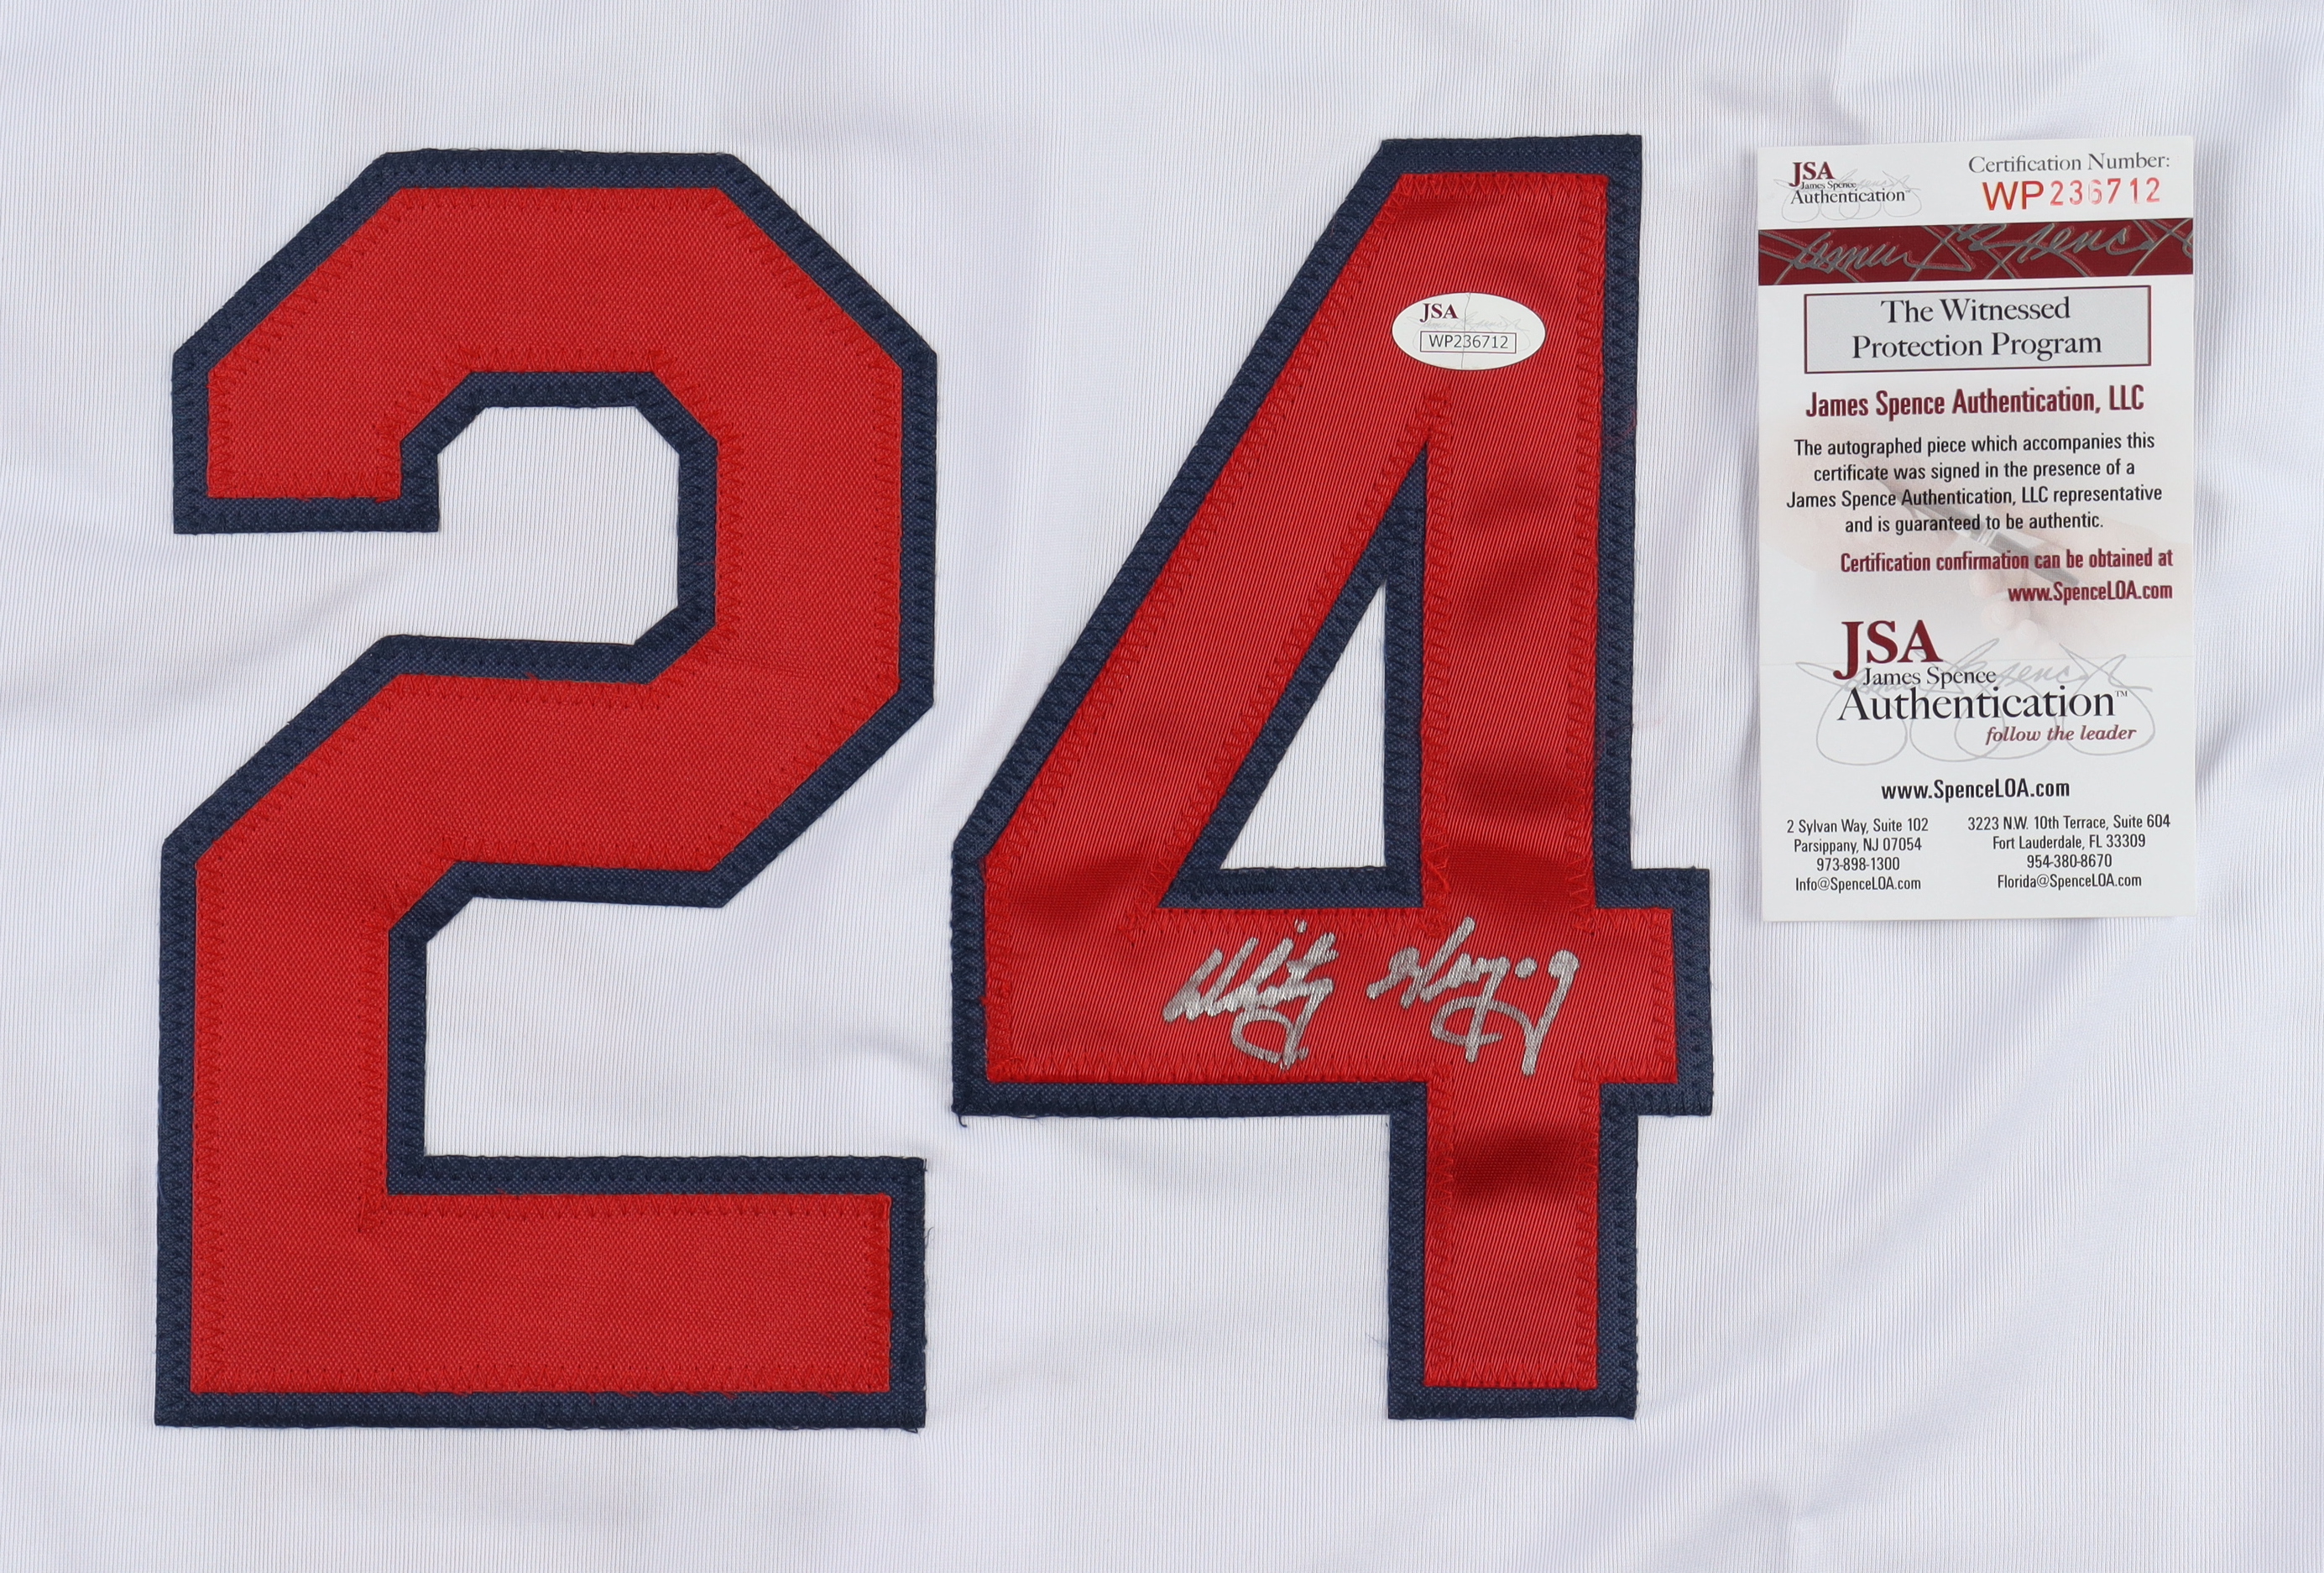 24
JSA
WP236712
Whitey Herzog
JSA
James Spence
Authentication
Certification Number:
WP236712
The Witnessed
Protection Program
James Spence Authentication, LLC
The autographed piece which accompanies this
certificate was signed in the presence of a
James Spence Authentication, LLC representative
and is guaranteed to be authentic.
Certification confirmation can be obtained at
www.SpenceLOA.com
JSA
James Spence
Authentication™
follow the leader
www.SpenceLOA.com
2 Sylvan Way, Suite 102
Parsippany, NJ 07054
973-898-1300
Info@SpenceLOA.com
3223 N.W. 10th Terrace, Suite 604
Fort Lauderdale, FL 33309
954-380-8670
Florida@SpenceLOA.com